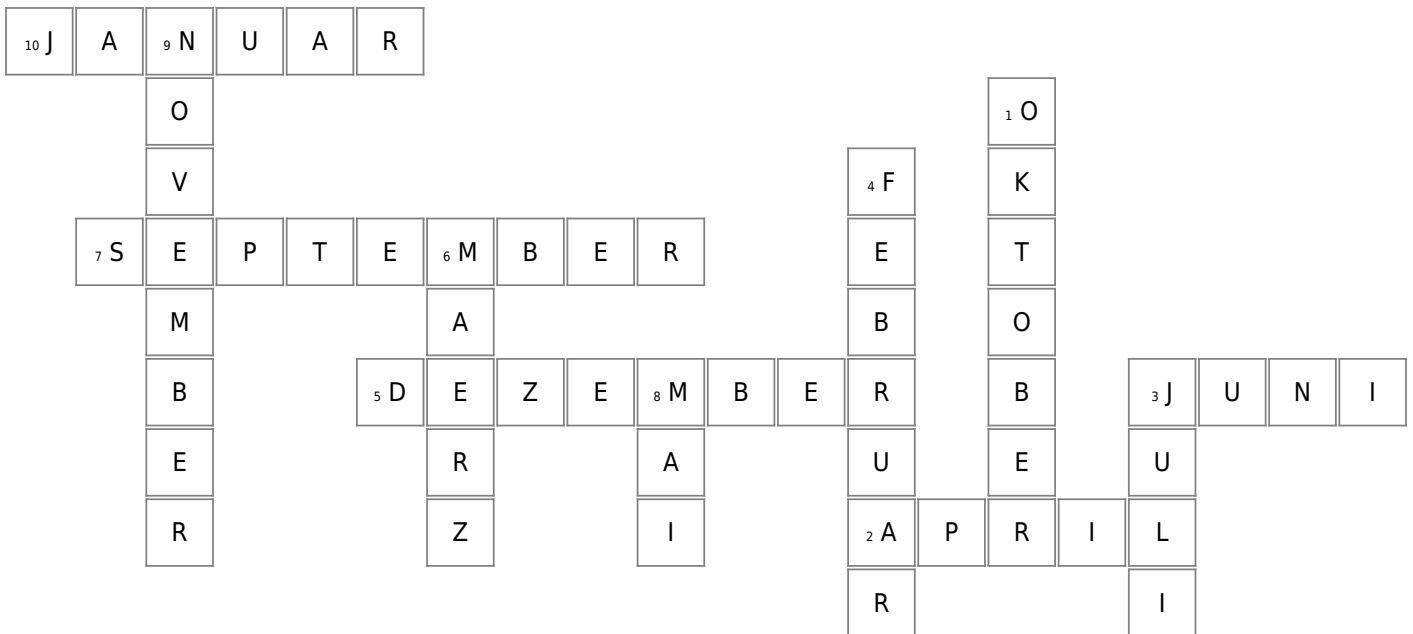 10 J A 9 N U A R
O 1 O
V 4 F K
7 S E P T E 6 M B E R E T
M A B O
B 5 D E Z E 8 M B E R B 3 J U N I
E R A U E U
R Z I 2 A P R I L
R I